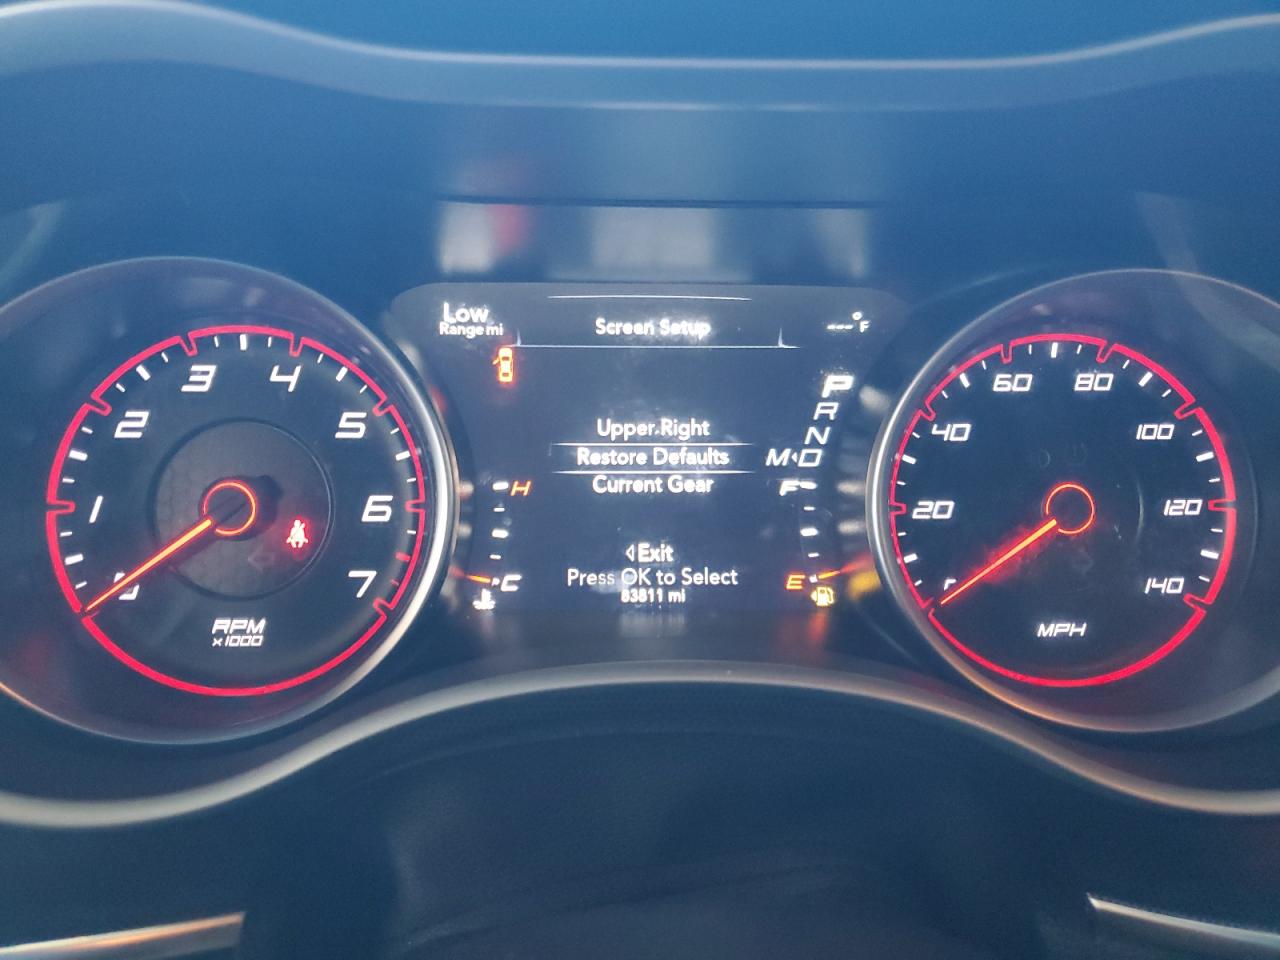 Low
Range mi
Screen Setup
---°F
Upper Right
Restore Defaults
Current Gear
◁Exit
Press OK to Select
83811 mi
P
R
N
M◁D
H
C
F
E
1
2
3
4
5
6
7
RPM
x1000
20
40
60
80
100
120
140
MPH